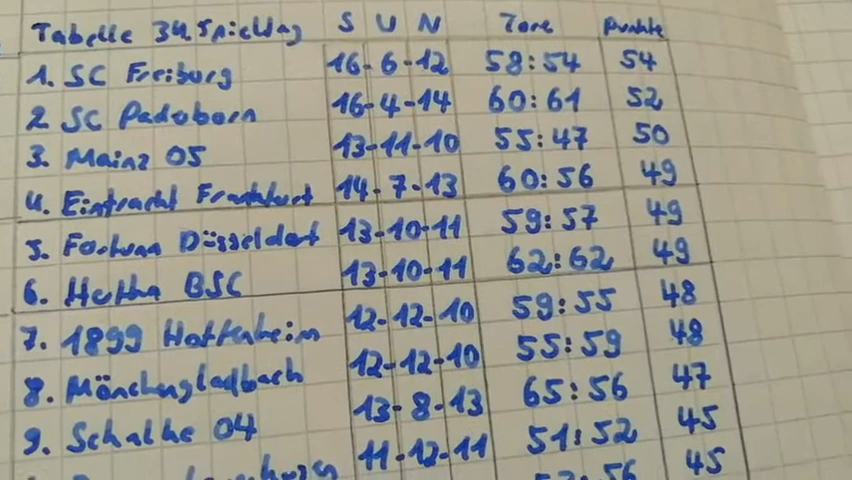 Tabelle 34. Spieltag S U N Tore Punkte
1. SC Freiburg 16-6-12 58:54 54
2 SC Paderborn 16-4-14 60:61 52
3. Mainz 05 13-11-10 55:47 50
4. Eintracht Frankfurt 14-7-13 60:56 49
5. Fortuna Düsseldorf 13-10-11 59:57 49
6. Hertha BSC 13-10-11 62:62 49
7. 1899 Hoffenheim 12-12-10 59:55 48
8. Mönchengladbach 12-12-10 55:59 48
9. Schalke 04 13-8-13 65:56 47
11-12-11 51:52 45
:56 45